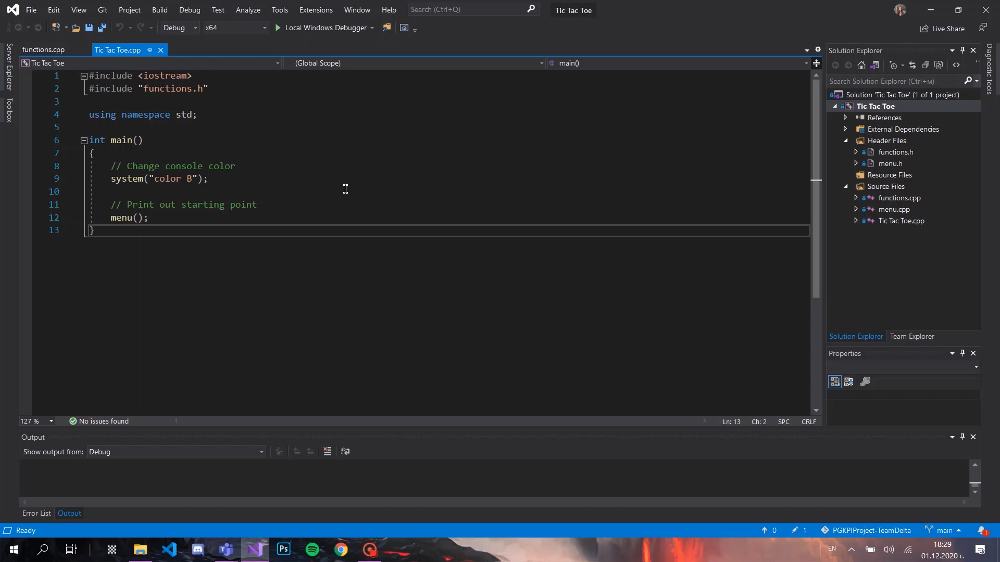 File Edit View Git Project Build Debug Test Analyze Tools Extensions Window Help Search (Ctrl+Q) Tic Tac Toe
Debug x64 Local Windows Debugger Live Share
Server Explorer
Toolbox
functions.cpp Tic Tac Toe.cpp
Tic Tac Toe (Global Scope) main()
1 #include <iostream>
2 #include "functions.h"
3
4 using namespace std;
5
6 int main()
7 {
8 // Change console color
9 system("color B");
10
11 // Print out starting point
12 menu();
13 }
127 % No issues found Ln: 13 Ch: 2 SPC CRLF
Solution Explorer
Search Solution Explorer (Ctrl+м)
Solution 'Tic Tac Toe' (1 of 1 project)
Tic Tac Toe
References
External Dependencies
Header Files
functions.h
menu.h
Resource Files
Source Files
functions.cpp
menu.cpp
Tic Tac Toe.cpp
Solution Explorer Team Explorer
Properties
Diagnostic Tools
Output
Show output from: Debug
Error List Output
Ready 0 1 PGKPIProject-TeamDelta main 1
Ps EN 18:29
01.12.2020 г.